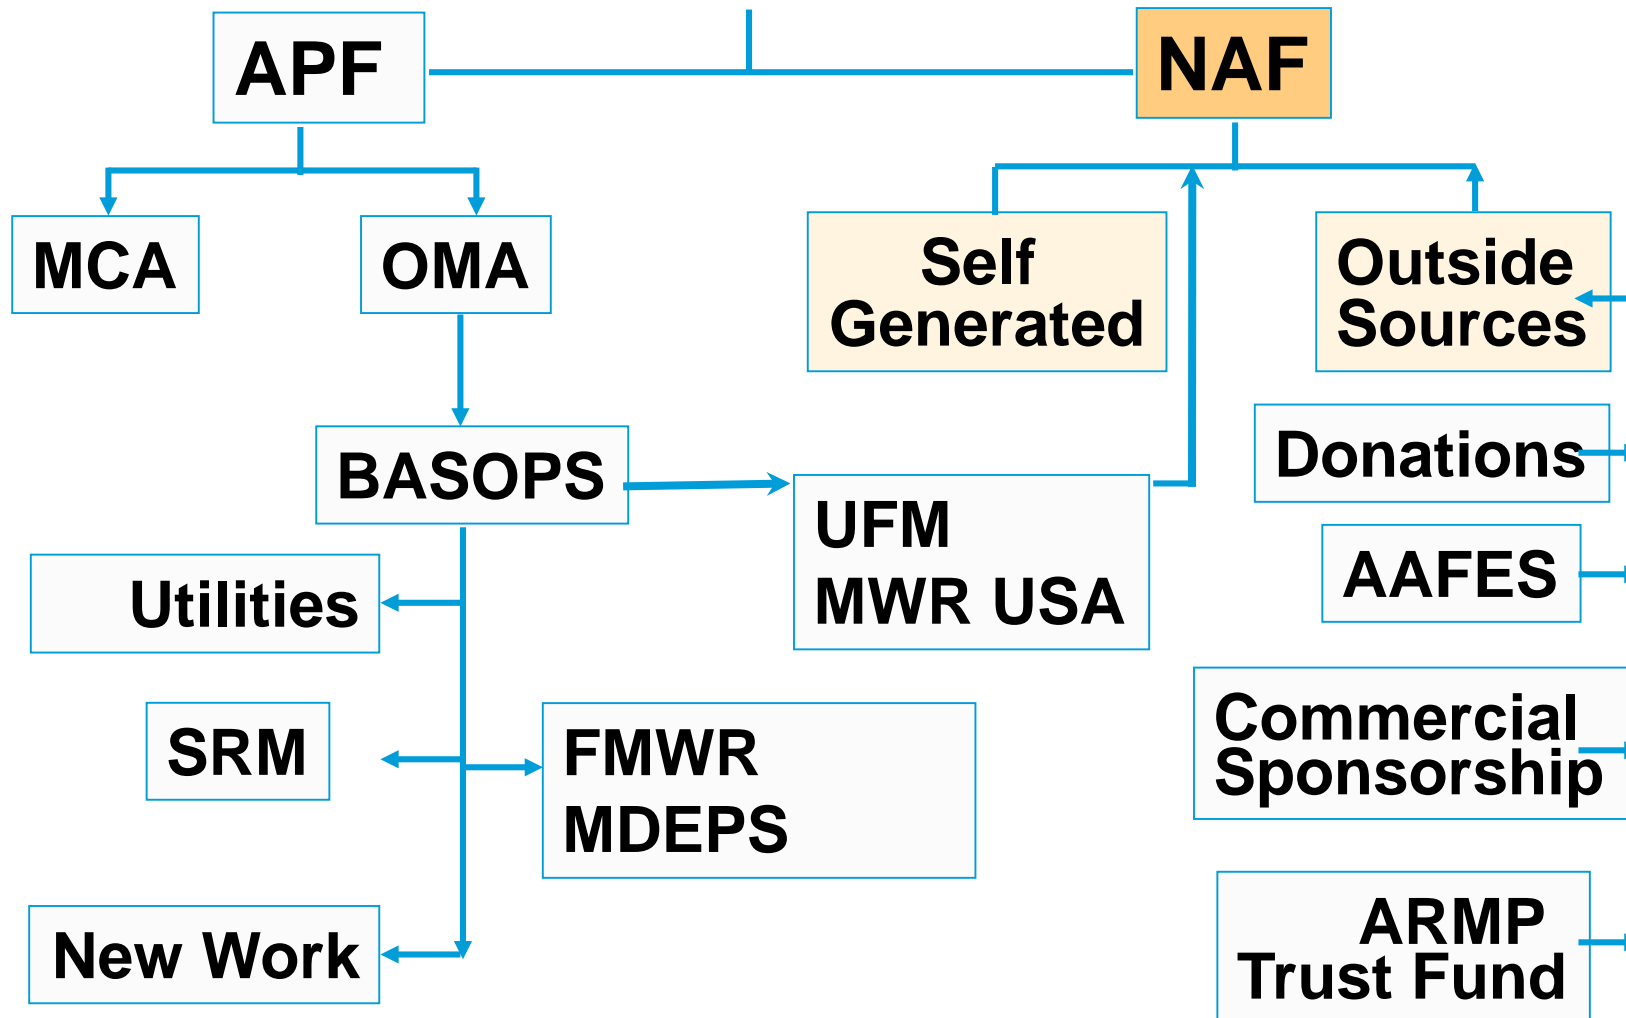 APF
NAF
MCA
OMA
Self
Generated
Outside
Sources
BASOPS
Donations
UFM
MWR USA
AAFES
Utilities
SRM
FMWR
MDEPS
Commercial
Sponsorship
New Work
ARMP
Trust Fund